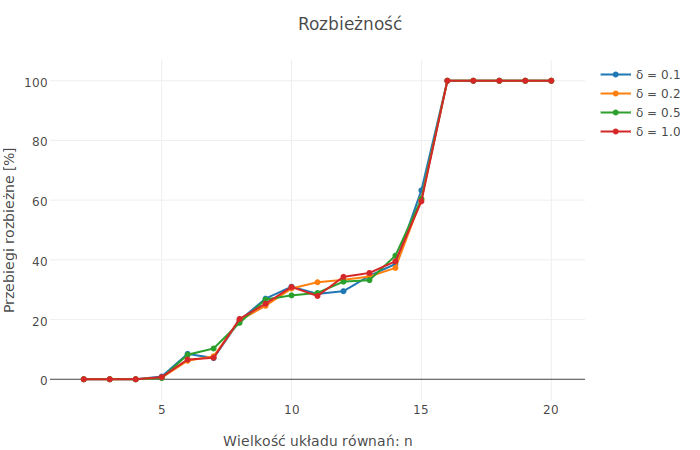 Rozbieżność
δ = 0.1
δ = 0.2
δ = 0.5
δ = 1.0
Przebiegi rozbieżne [%]
100
80
60
40
20
0
5
10
15
20
Wielkość układu równań: n